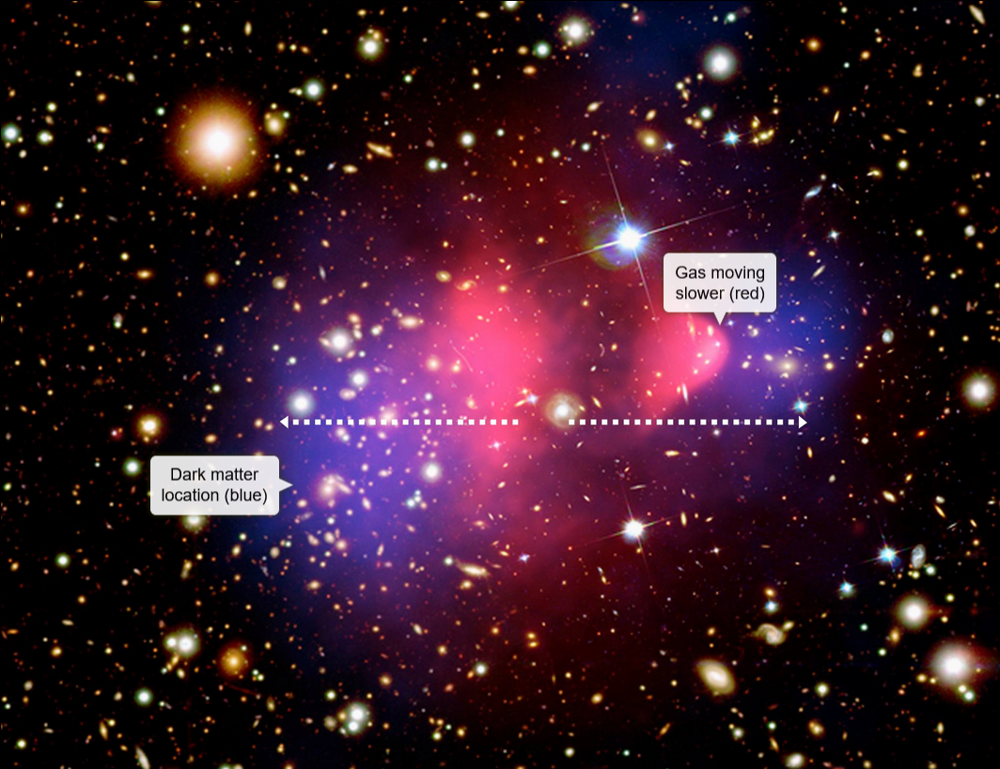 Gas moving
slower (red)
Dark matter
location (blue)